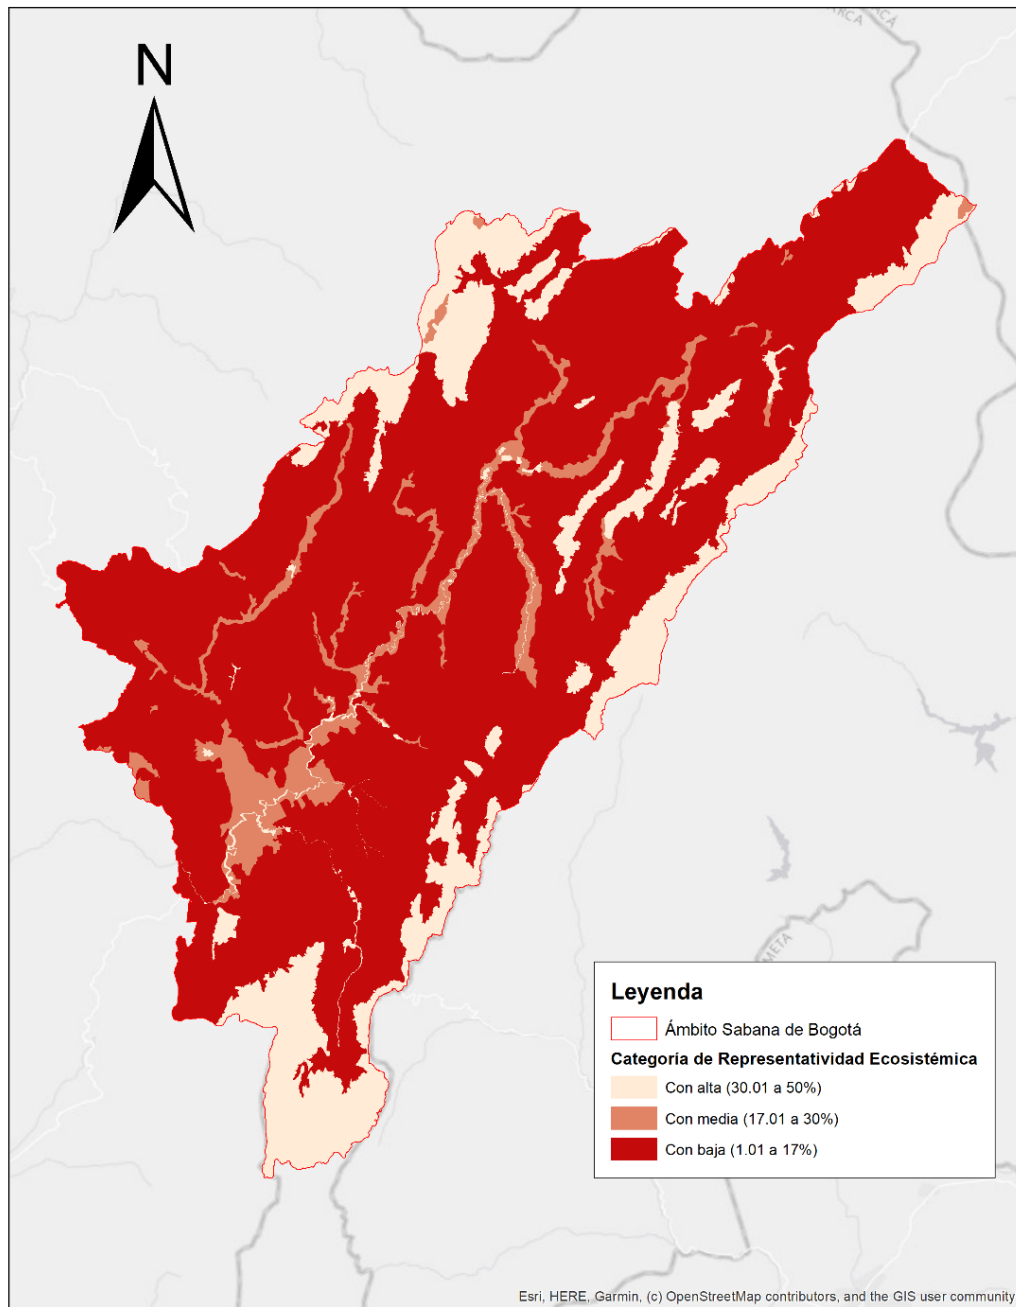 N
META
Leyenda
Ámbito Sabana de Bogotá
Categoría de Representatividad Ecosistémica
Con alta (30.01 a 50%)
Con media (17.01 a 30%)
Con baja (1.01 a 17%)
Esri, HERE, Garmin, (c) OpenStreetMap contributors, and the GIS user community